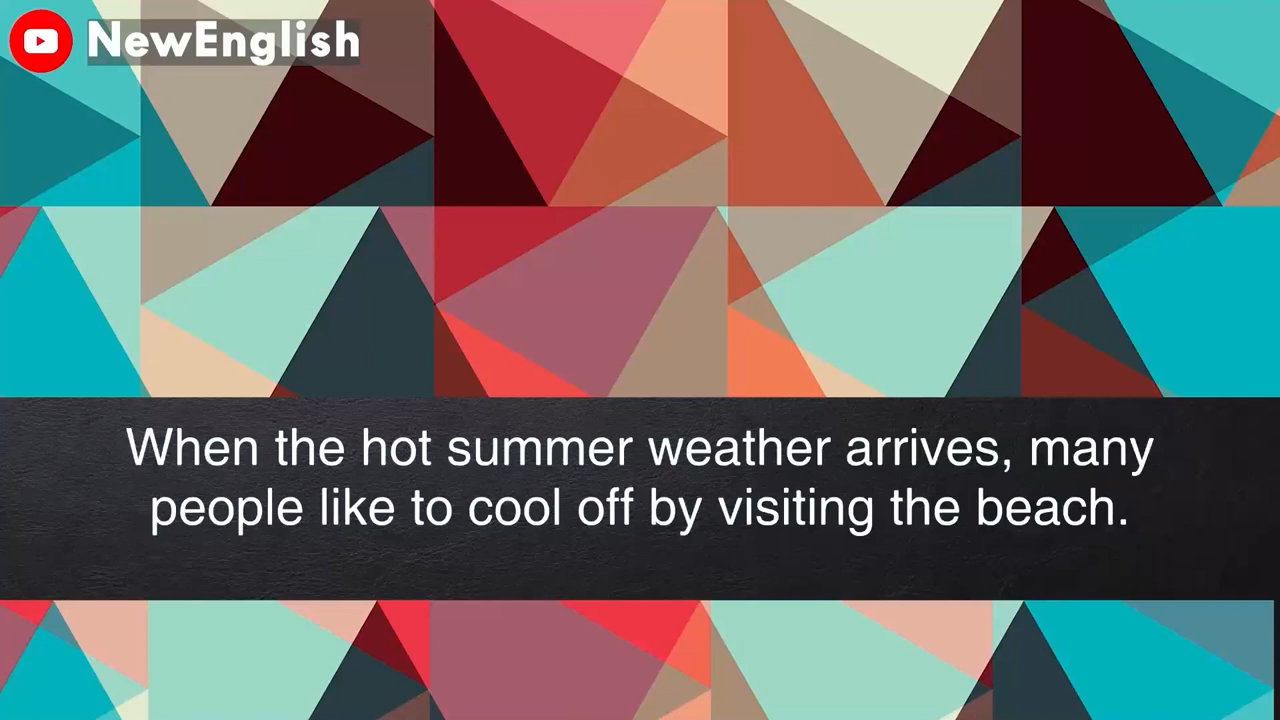 NewEnglish
When the hot summer weather arrives, many
people like to cool off by visiting the beach.